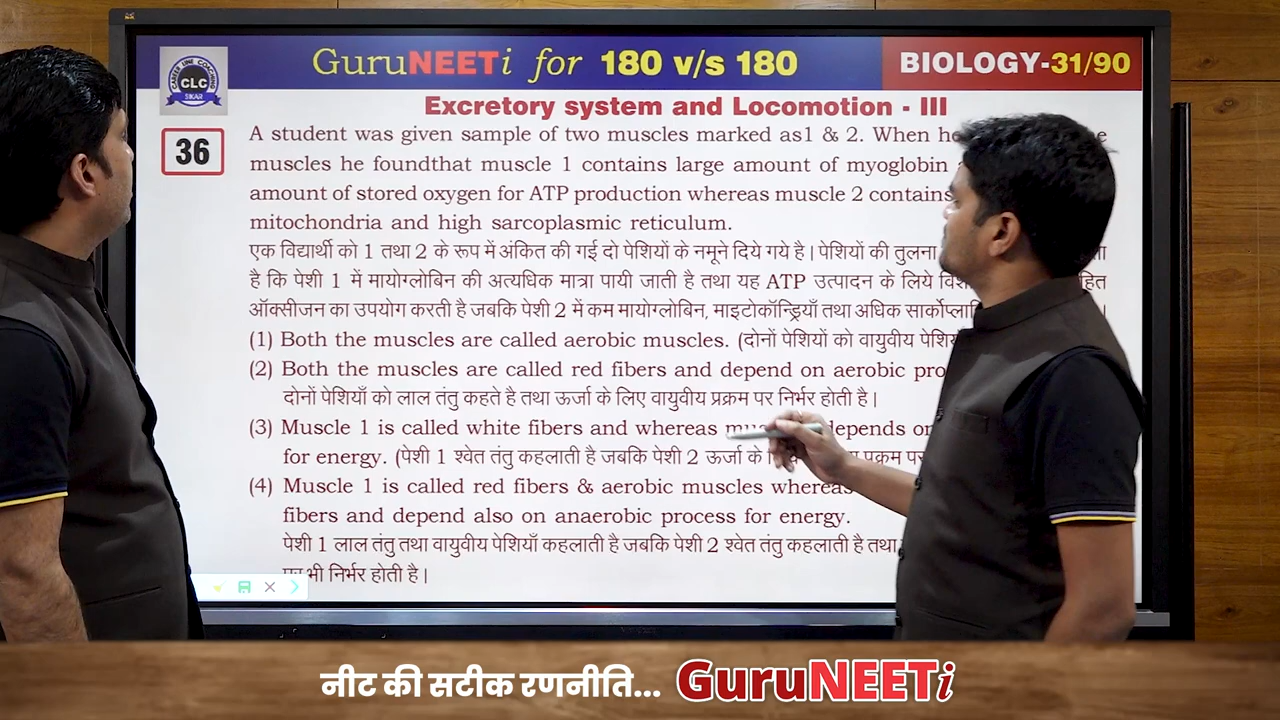 GuruNEETi for 180 v/s 180
BIOLOGY-31/90
CAREER LINE COACHING
CLC
SIKAR
Excretory system and Locomotion - III
36
A student was given sample of two muscles marked as1 & 2. When he
muscles he foundthat muscle 1 contains large amount of myoglobin
amount of stored oxygen for ATP production whereas muscle 2 contains
mitochondria and high sarcoplasmic reticulum.
एक विद्यार्थी को 1 तथा 2 के रूप में अंकित की गई दो पेशियों के नमूने दिये गये है। पेशियों की तुलना
है कि पेशी 1 में मायोग्लोबिन की अत्यधिक मात्रा पायी जाती है तथा यह ATP उत्पादन के लिये
ऑक्सीजन का उपयोग करती है जबकि पेशी 2 में कम मायोग्लोबिन, माइटोकॉन्ड्रियाँ तथा अधिक
(1) Both the muscles are called aerobic muscles. (दोनों पेशियों को वायुवीय
(2) Both the muscles are called red fibers and depend on aerobic
दोनों पेशियाँ को लाल तंतु कहते है तथा ऊर्जा के लिए वायुवीय प्रक्रम पर निर्भर होती है।
(3) Muscle 1 is called white fibers and whereas depends on
for energy. (पेशी 1 श्वेत तंतु कहलाती है जबकि पेशी 2 ऊर्जा के
(4) Muscle 1 is called red fibers & aerobic muscles whereas
fibers and depend also on anaerobic process for energy.
पेशी 1 लाल तंतु तथा वायुवीय पेशियाँ कहलाती है जबकि पेशी 2 श्वेत तंतु कहलाती है तथा
भी निर्भर होती है।
नीट की सटीक रणनीति... GuruNEETi